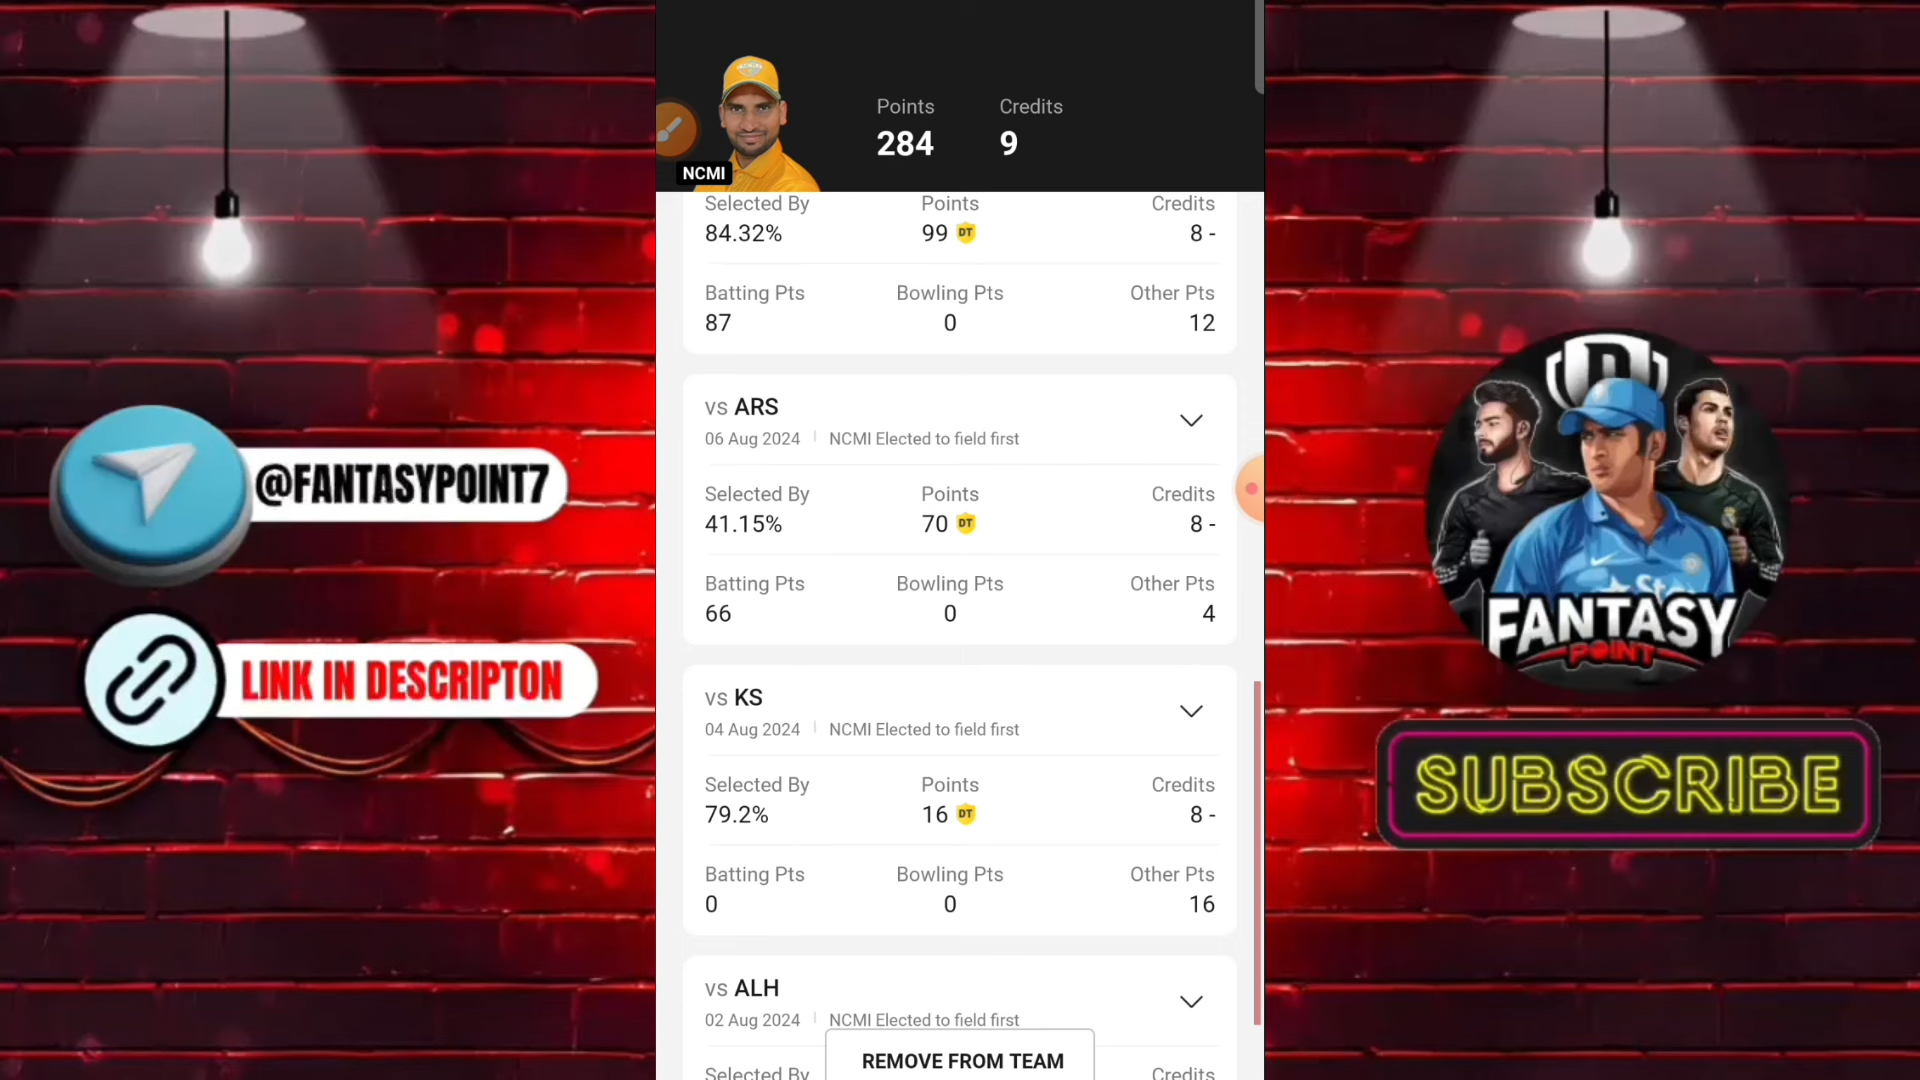 Points Credits
284 9
NCMI
Selected By Points Credits
84.32% 99 DT 8 -
Batting Pts Bowling Pts Other Pts
87 0 12
vs ARS
06 Aug 2024 NCMI Elected to field first
Selected By Points Credits
41.15% 70 DT 8 -
Batting Pts Bowling Pts Other Pts
66 0 4
vs KS
04 Aug 2024 NCMI Elected to field first
Selected By Points Credits
79.2% 16 DT 8 -
Batting Pts Bowling Pts Other Pts
0 0 16
vs ALH
02 Aug 2024 NCMI Elected to field first
REMOVE FROM TEAM
Selected By Credits
@FANTASYPOINT7
LINK IN DESCRIPTON
FANTASY
POINT
SUBSCRIBE